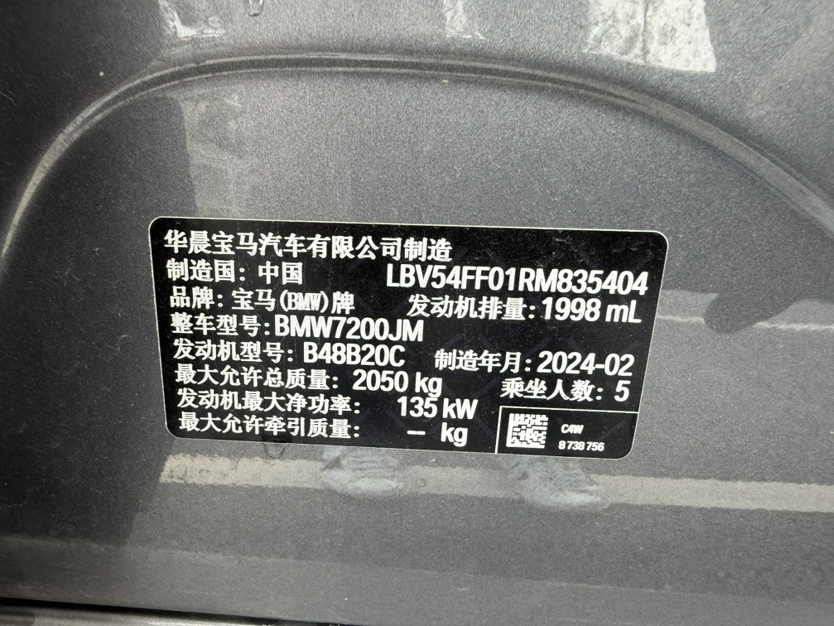 华晨宝马汽车有限公司制造
制造国：中国 LBV54FF01RM835404
品牌：宝马(BMW)牌 发动机排量：1998 mL
整车型号：BMW7200JM
发动机型号：B48B20C 制造年月：2024-02
最大允许总质量：2050 kg 乘坐人数：5
发动机最大净功率：135 kW
最大允许牵引质量：-- kg
C4W
8 738 756